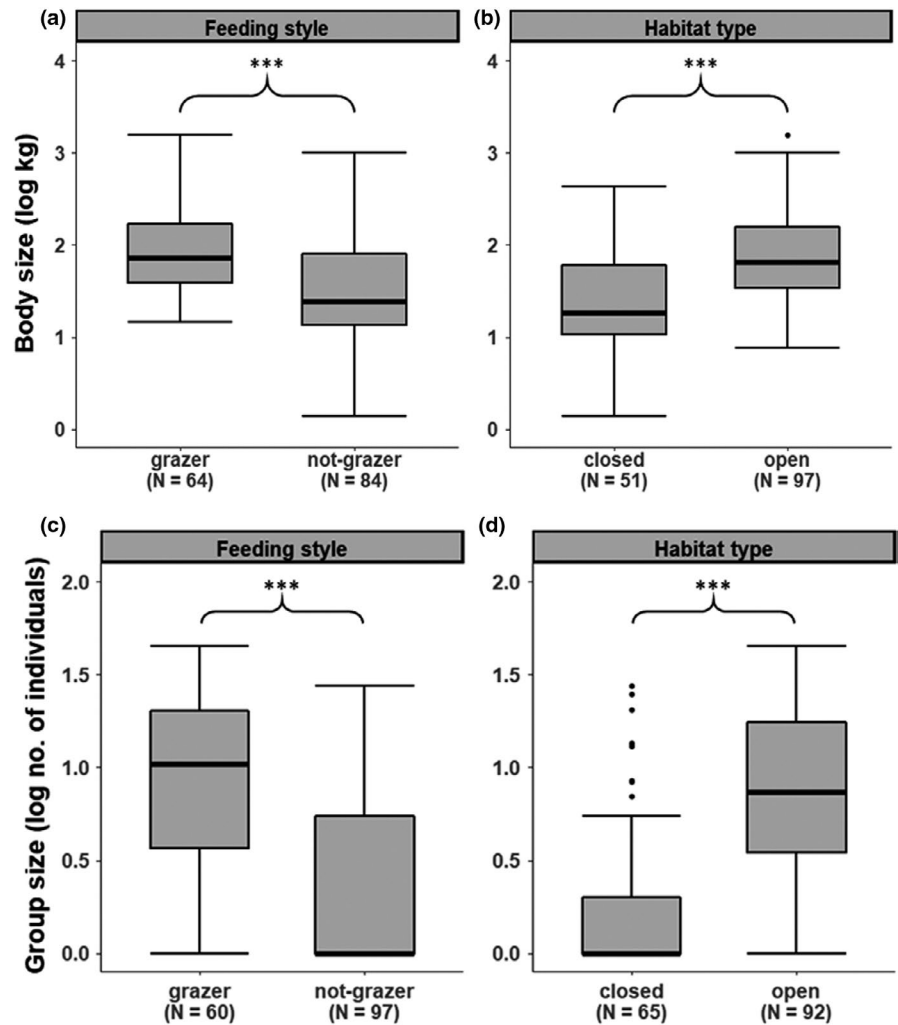 (a)
Feeding style
(b)
Habitat type
Body size (log kg)
4
3
2
1
0
***
grazer
(N = 64)
not-grazer
(N = 84)
4
3
2
1
0
***
closed
(N = 51)
open
(N = 97)
(c)
Feeding style
(d)
Habitat type
Group size (log no. of individuals)
2.0
1.5
1.0
0.5
0.0
***
grazer
(N = 60)
not-grazer
(N = 97)
2.0
1.5
1.0
0.5
0.0
***
closed
(N = 65)
open
(N = 92)